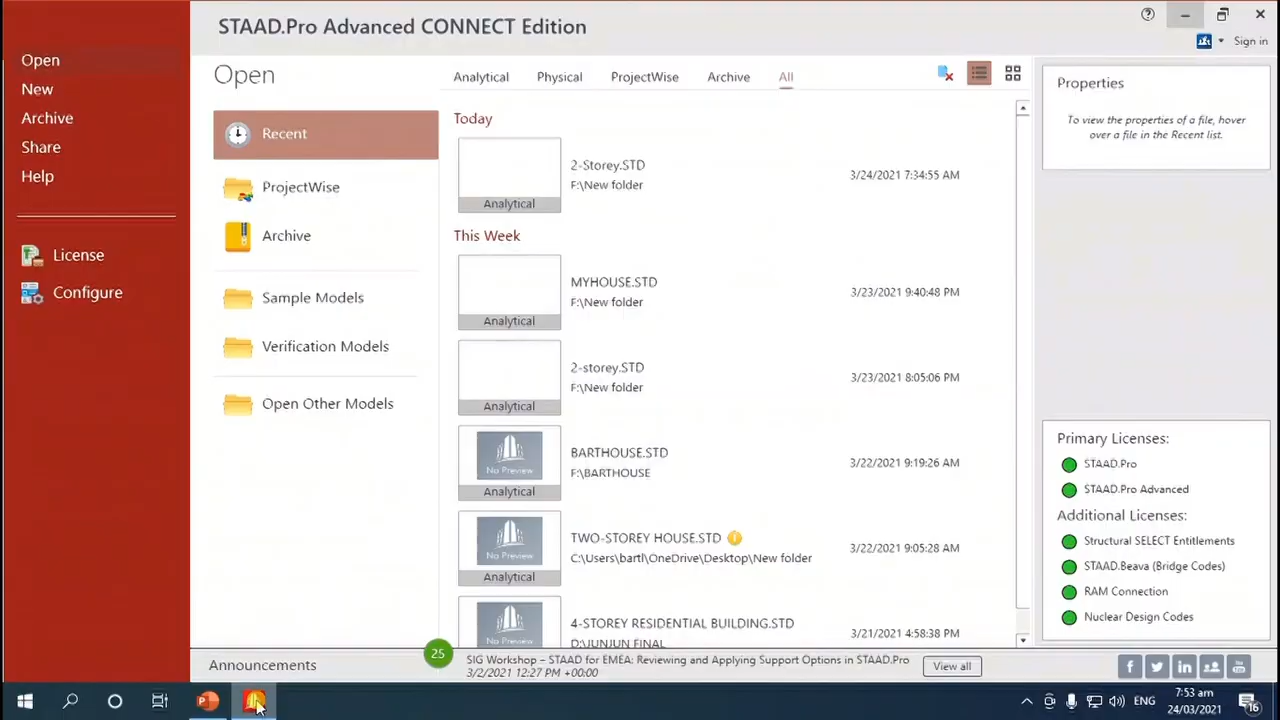 STAAD.Pro Advanced CONNECT Edition
Sign in
Open
New
Archive
Share
Help
License
Configure
Open
Recent
ProjectWise
Archive
Sample Models
Verification Models
Open Other Models
Analytical
Physical
ProjectWise
Archive
All
Today
2-Storey.STD
F:\New folder
3/24/2021 7:34:55 AM
Analytical
This Week
MYHOUSE.STD
F:\New folder
3/23/2021 9:40:48 PM
Analytical
2-storey.STD
F:\New folder
3/23/2021 8:05:06 PM
Analytical
No Preview
BARTHOUSE.STD
F:\BARTHOUSE
3/22/2021 9:19:26 AM
Analytical
No Preview
TWO-STOREY HOUSE.STD
C:\Users\bartl\OneDrive\Desktop\New folder
3/22/2021 9:05:28 AM
Analytical
No Preview
4-STOREY RESIDENTIAL BUILDING.STD
D:\JUNJUN FINAL
3/21/2021 4:58:38 PM
Properties
To view the properties of a file, hover
over a file in the Recent list.
Primary Licenses:
STAAD.Pro
STAAD.Pro Advanced
Additional Licenses:
Structural SELECT Entitlements
STAAD.Beava (Bridge Codes)
RAM Connection
Nuclear Design Codes
Announcements
25
SIG Workshop – STAAD for EMEA: Reviewing and Applying Support Options in STAAD.Pro
3/2/2021 12:27 PM +00:00
View all
ENG
7:53 am
24/03/2021
16